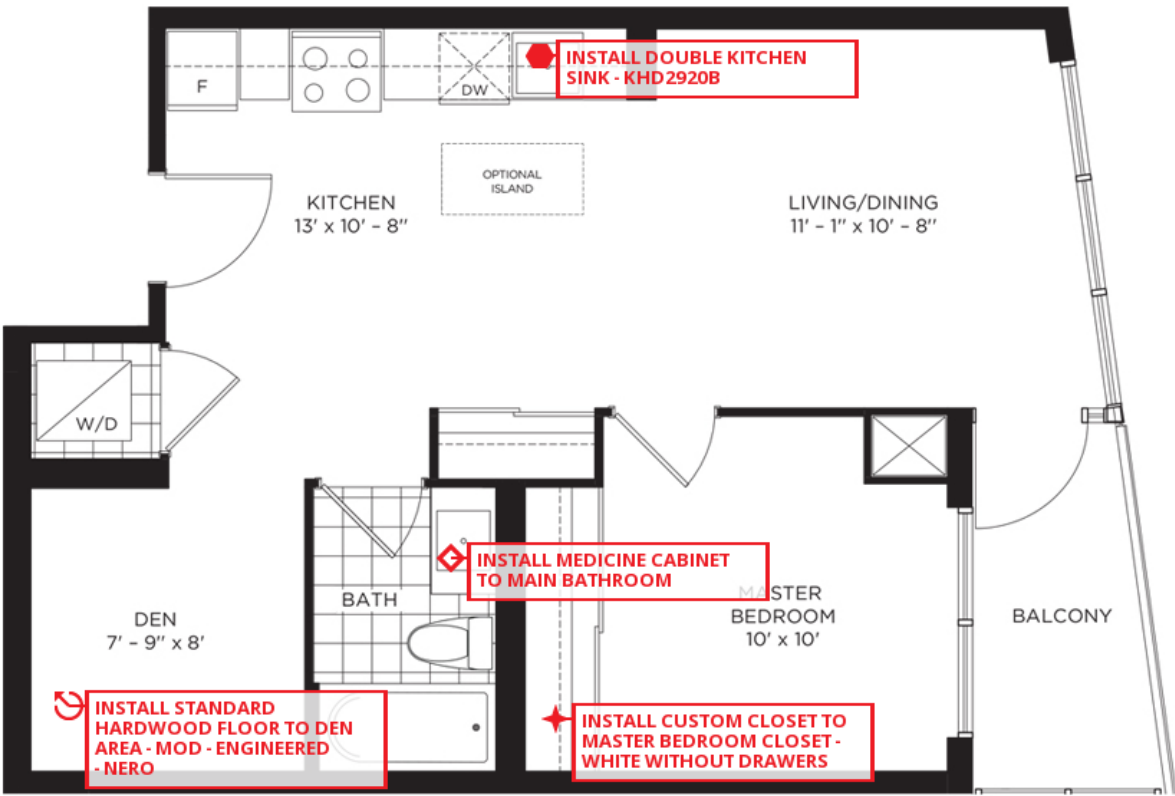 INSTALL DOUBLE KITCHEN
SINK - KHD2920B
F
DW
OPTIONAL
ISLAND
KITCHEN
13' x 10' - 8"
LIVING/DINING
11' - 1" x 10' - 8"
W/D
INSTALL MEDICINE CABINET
TO MAIN BATHROOM
BATH
MASTER
BEDROOM
10' x 10'
BALCONY
DEN
7' - 9" x 8'
INSTALL STANDARD
HARDWOOD FLOOR TO DEN
AREA - MOD - ENGINEERED
- NERO
INSTALL CUSTOM CLOSET TO
MASTER BEDROOM CLOSET -
WHITE WITHOUT DRAWERS